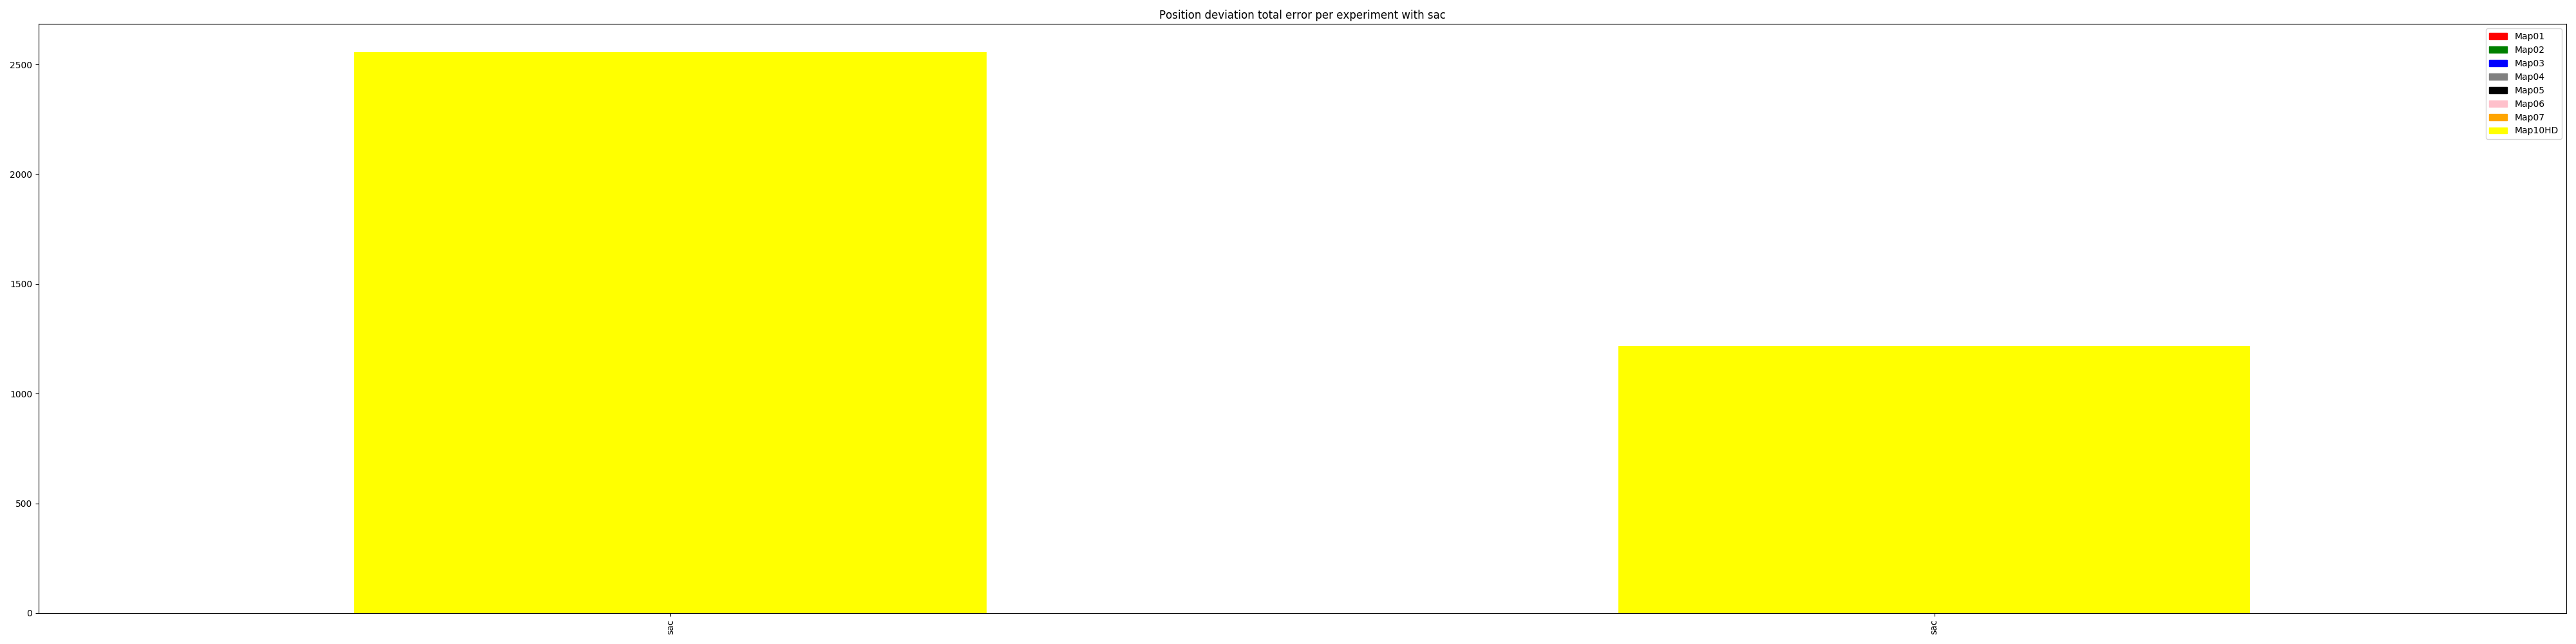 Position deviation total error per experiment with sac
2500
2000
1500
1000
500
0
Map01
Map02
Map03
Map04
Map05
Map06
Map07
Map10HD
sac
sac